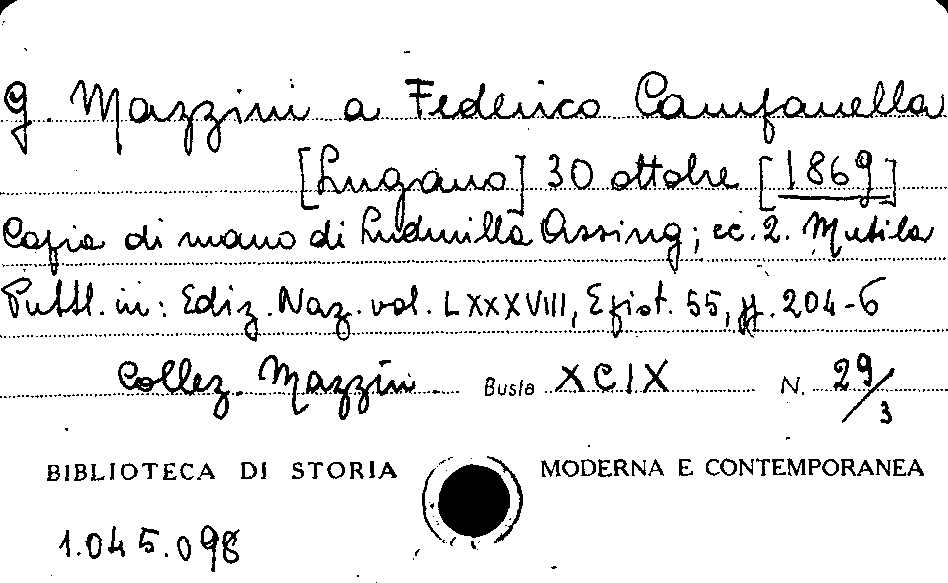 G. Mazzini a Federico Campanella
[Lugano] 30 ottobre [1869]
Copia di mano di Ludmilla Assing; cc. 2. Mutila
Pubbl. in: Ediz. Naz. vol. LXXXVIII, Epist. 55, pp. 204-6
Collez. Mazzini. Busta XCIX N. 29/3
BIBLIOTECA DI STORIA MODERNA E CONTEMPORANEA
1.045.098